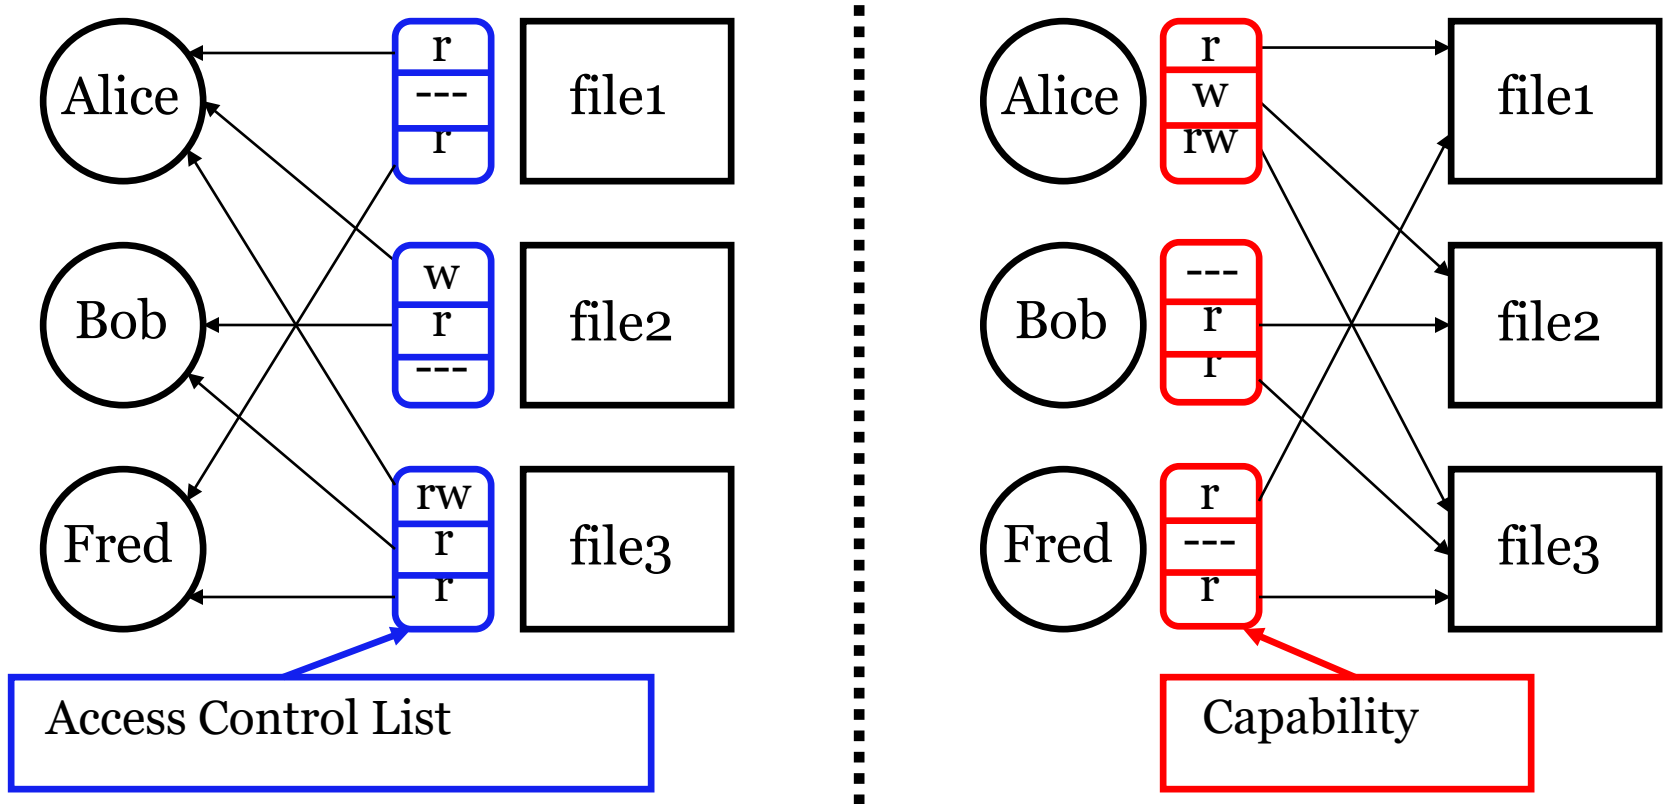 Alice
r
---
r
file1
Bob
w
r
---
file2
Fred
rw
r
r
file3
Access Control List
Alice
r
w
rw
file1
Bob
---
r
r
file2
Fred
r
---
r
file3
Capability